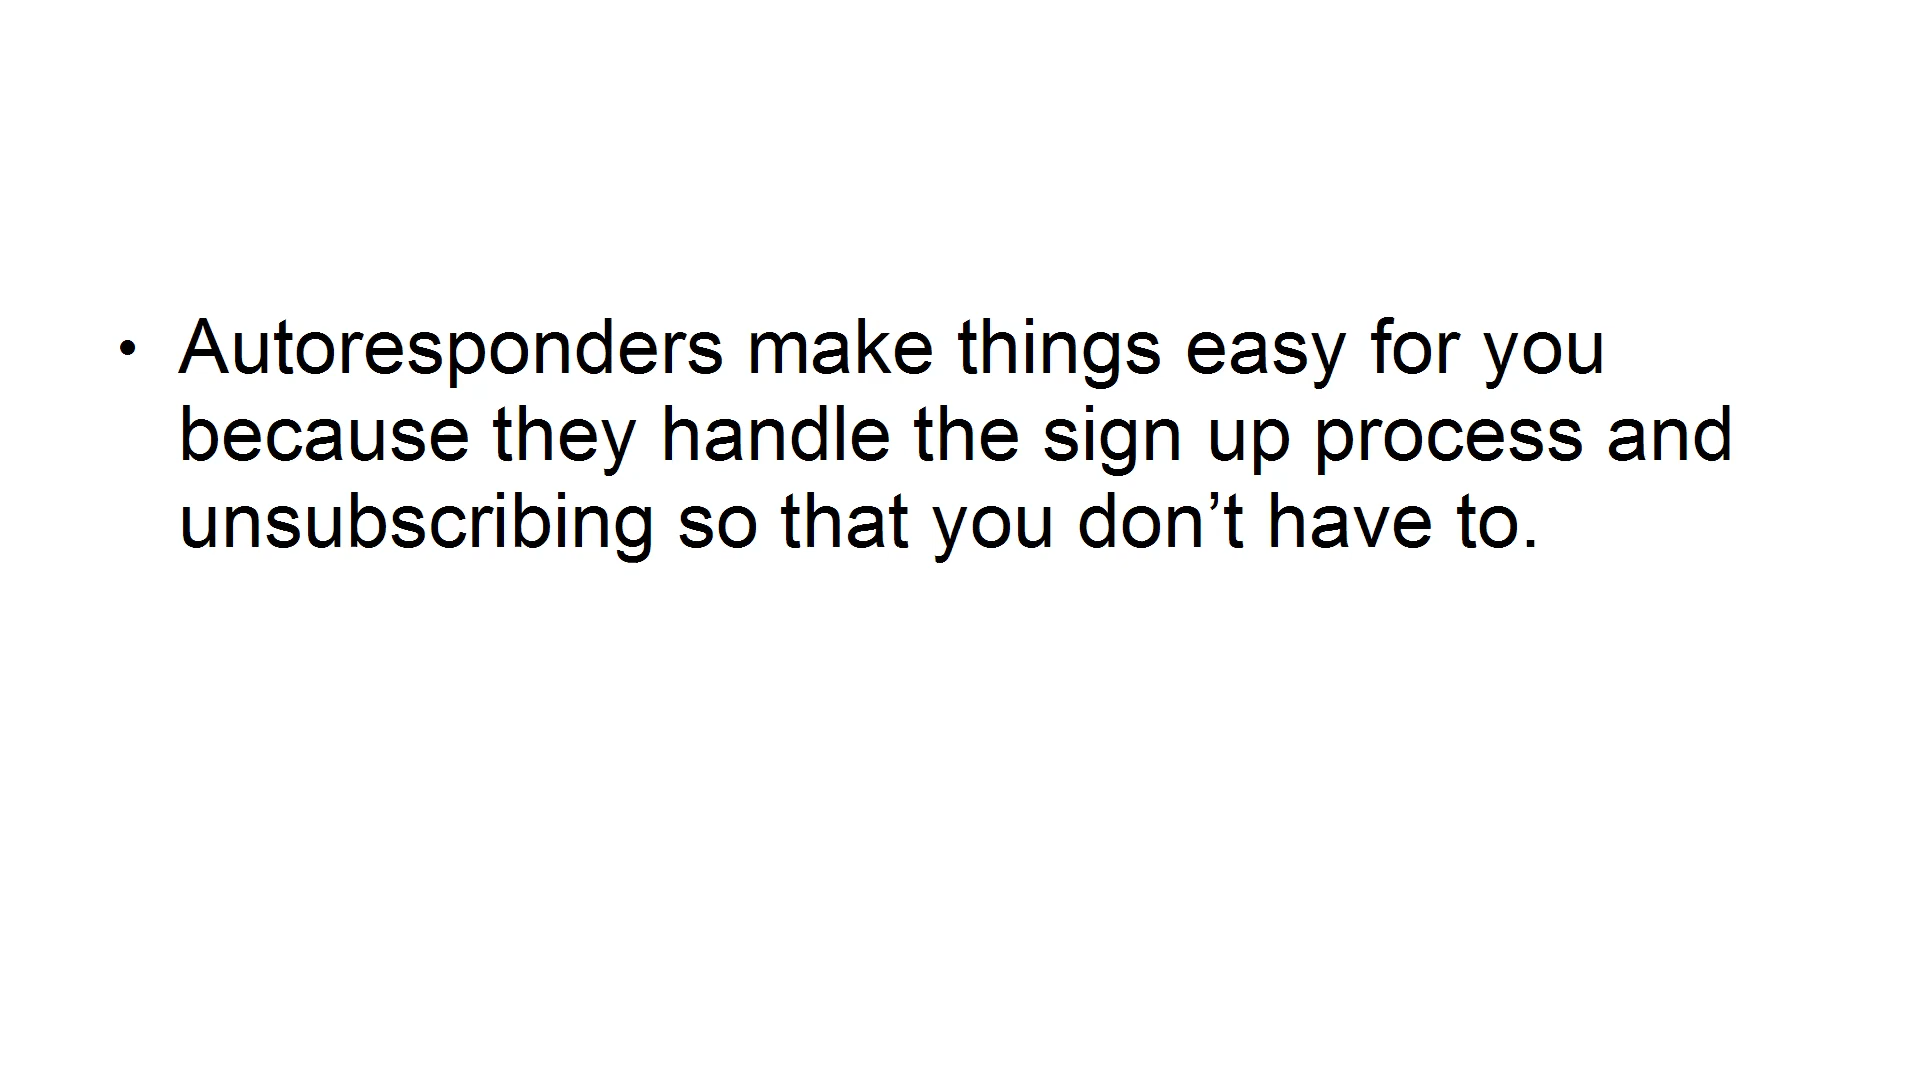 • Autoresponders make things easy for you
because they handle the sign up process and
unsubscribing so that you don’t have to.